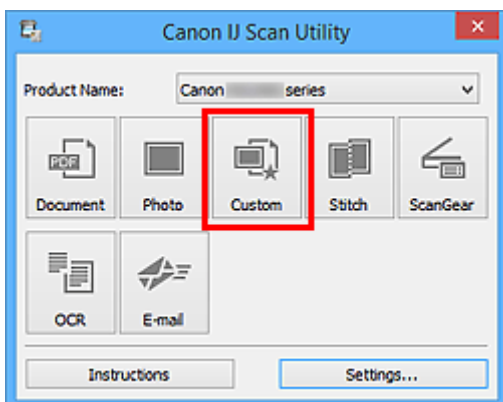 Canon IJ Scan Utility
Product Name: Canon series
Document Photo Custom Stitch ScanGear
PDF
OCR E-mail
Instructions Settings...